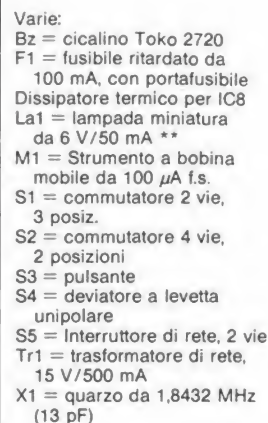 Varie:
Bz = cicalino Toko 2720
F1 = fusibile ritardato da
100 mA, con portafusibile
Dissipatore termico per IC8
La1 = lampada miniatura
da 6 V/50 mA **
M1 = Strumento a bobina
mobile da 100 μA f.s.
S1 = commutatore 2 vie,
3 posiz.
S2 = commutatore 4 vie,
2 posizioni
S3 = pulsante
S4 = deviatore a levetta
unipolare
S5 = Interruttore di rete, 2 vie
Tr1 = trasformatore di rete,
15 V/500 mA
X1 = quarzo da 1,8432 MHz
(13 pF)